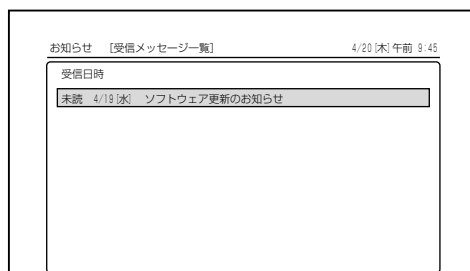 お知らせ [受信メッセージ一覧] 4/20[木]午前 9:45
受信日時
未読 4/19[水] ソフトウェア更新のお知らせ